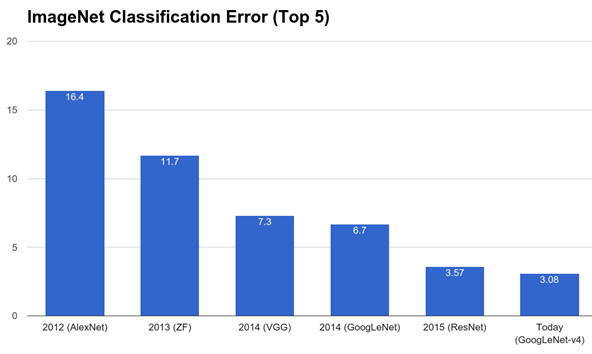 ImageNet Classification Error (Top 5)
20
15
10
5
0
16.4
11.7
7.3
6.7
3.57
3.08
2012 (AlexNet)
2013 (ZF)
2014 (VGG)
2014 (GoogLeNet)
2015 (ResNet)
Today
(GoogLeNet-v4)